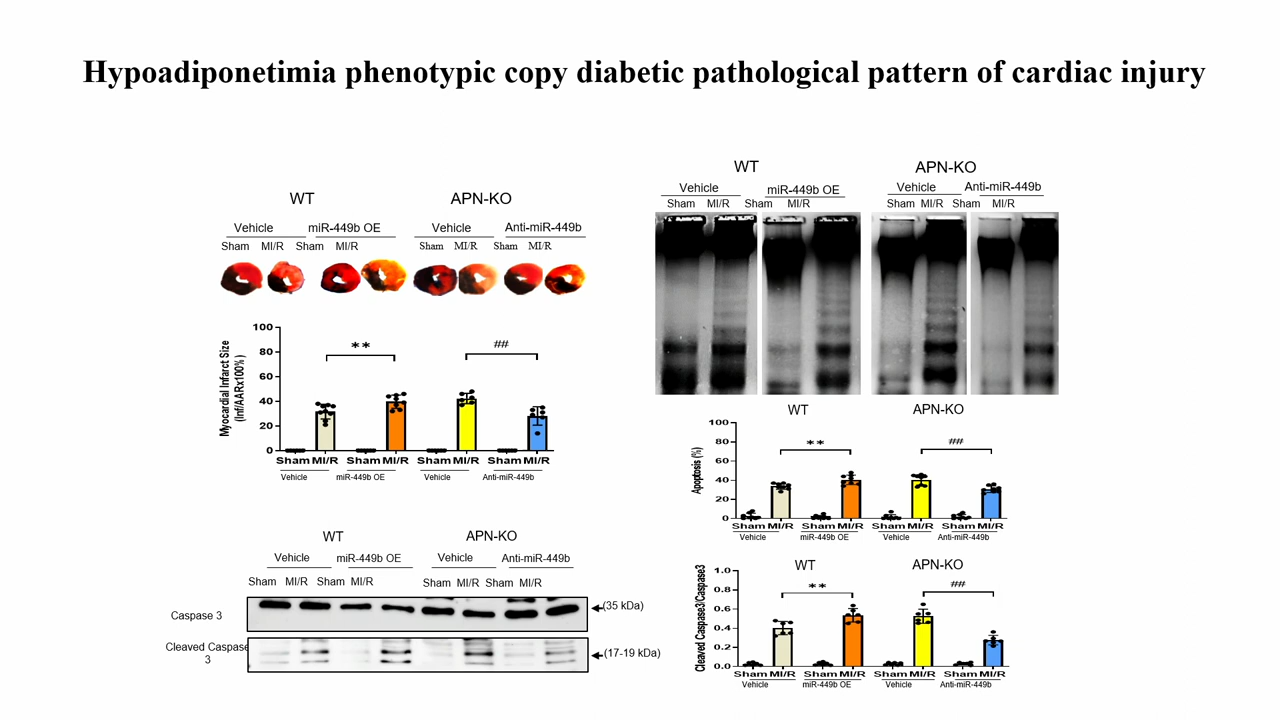 Hypoadiponetimia phenotypic copy diabetic pathological pattern of cardiac injury
WT APN-KO
Vehicle miR-449b OE Vehicle Anti-miR-449b
Sham MI/R Sham MI/R Sham MI/R Sham MI/R
Myocardial Infarct Size
(Inf/AARx100%)
100
80
60
40
20
0
** ##
Sham MI/R Sham MI/R Sham MI/R Sham MI/R
Vehicle miR-449b OE Vehicle Anti-miR-449b
WT APN-KO
Vehicle miR-449b OE Vehicle Anti-miR-449b
Sham MI/R Sham MI/R Sham MI/R Sham MI/R
Caspase 3 (35 kDa)
Cleaved Caspase
3
(17-19 kDa)
WT APN-KO
Vehicle miR-449b OE Vehicle Anti-miR-449b
Sham MI/R Sham MI/R Sham MI/R Sham MI/R
WT APN-KO
Apoptosis (%)
100
80
60
40
20
0
** ##
Sham MI/R Sham MI/R Sham MI/R Sham MI/R
Vehicle miR-449b OE Vehicle Anti-miR-449b
WT APN-KO
Cleaved Caspase3/Caspase3
1.0
0.8
0.6
0.4
0.2
0.0
** ##
Sham MI/R Sham MI/R Sham MI/R Sham MI/R
Vehicle miR-449b OE Vehicle Anti-miR-449b